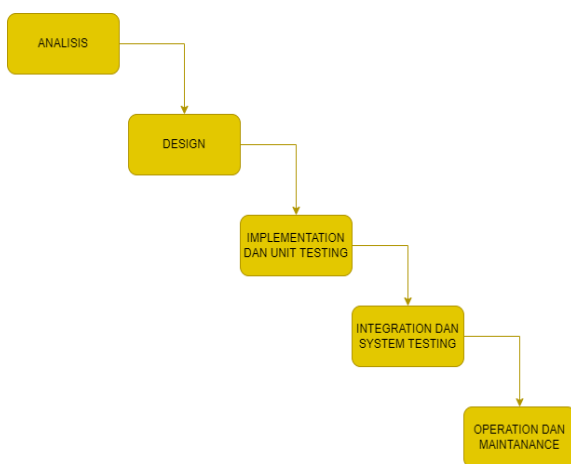 ANALISIS
DESIGN
IMPLEMENTATION
DAN UNIT TESTING
INTEGRATION DAN
SYSTEM TESTING
OPERATION DAN
MAINTANANCE